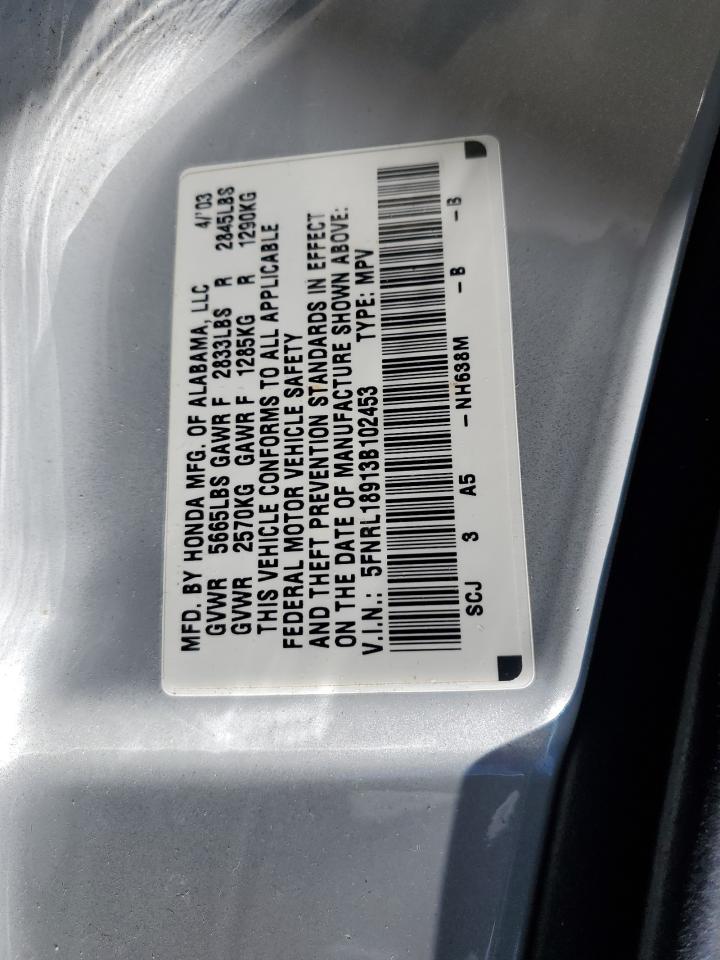 MFD. BY HONDA MFG. OF ALABAMA, LLC 4/'03
GVWR 5665LBS GAWR F 2833LBS R 2845LBS
GVWR 2570KG GAWR F 1285KG R 1290KG
THIS VEHICLE CONFORMS TO ALL APPLICABLE
FEDERAL MOTOR VEHICLE SAFETY
AND THEFT PREVENTION STANDARDS IN EFFECT
ON THE DATE OF MANUFACTURE SHOWN ABOVE:
V.I.N.: 5FNRL18913B102453 TYPE: MPV
SCJ 3 A5 -NH638M -B -B